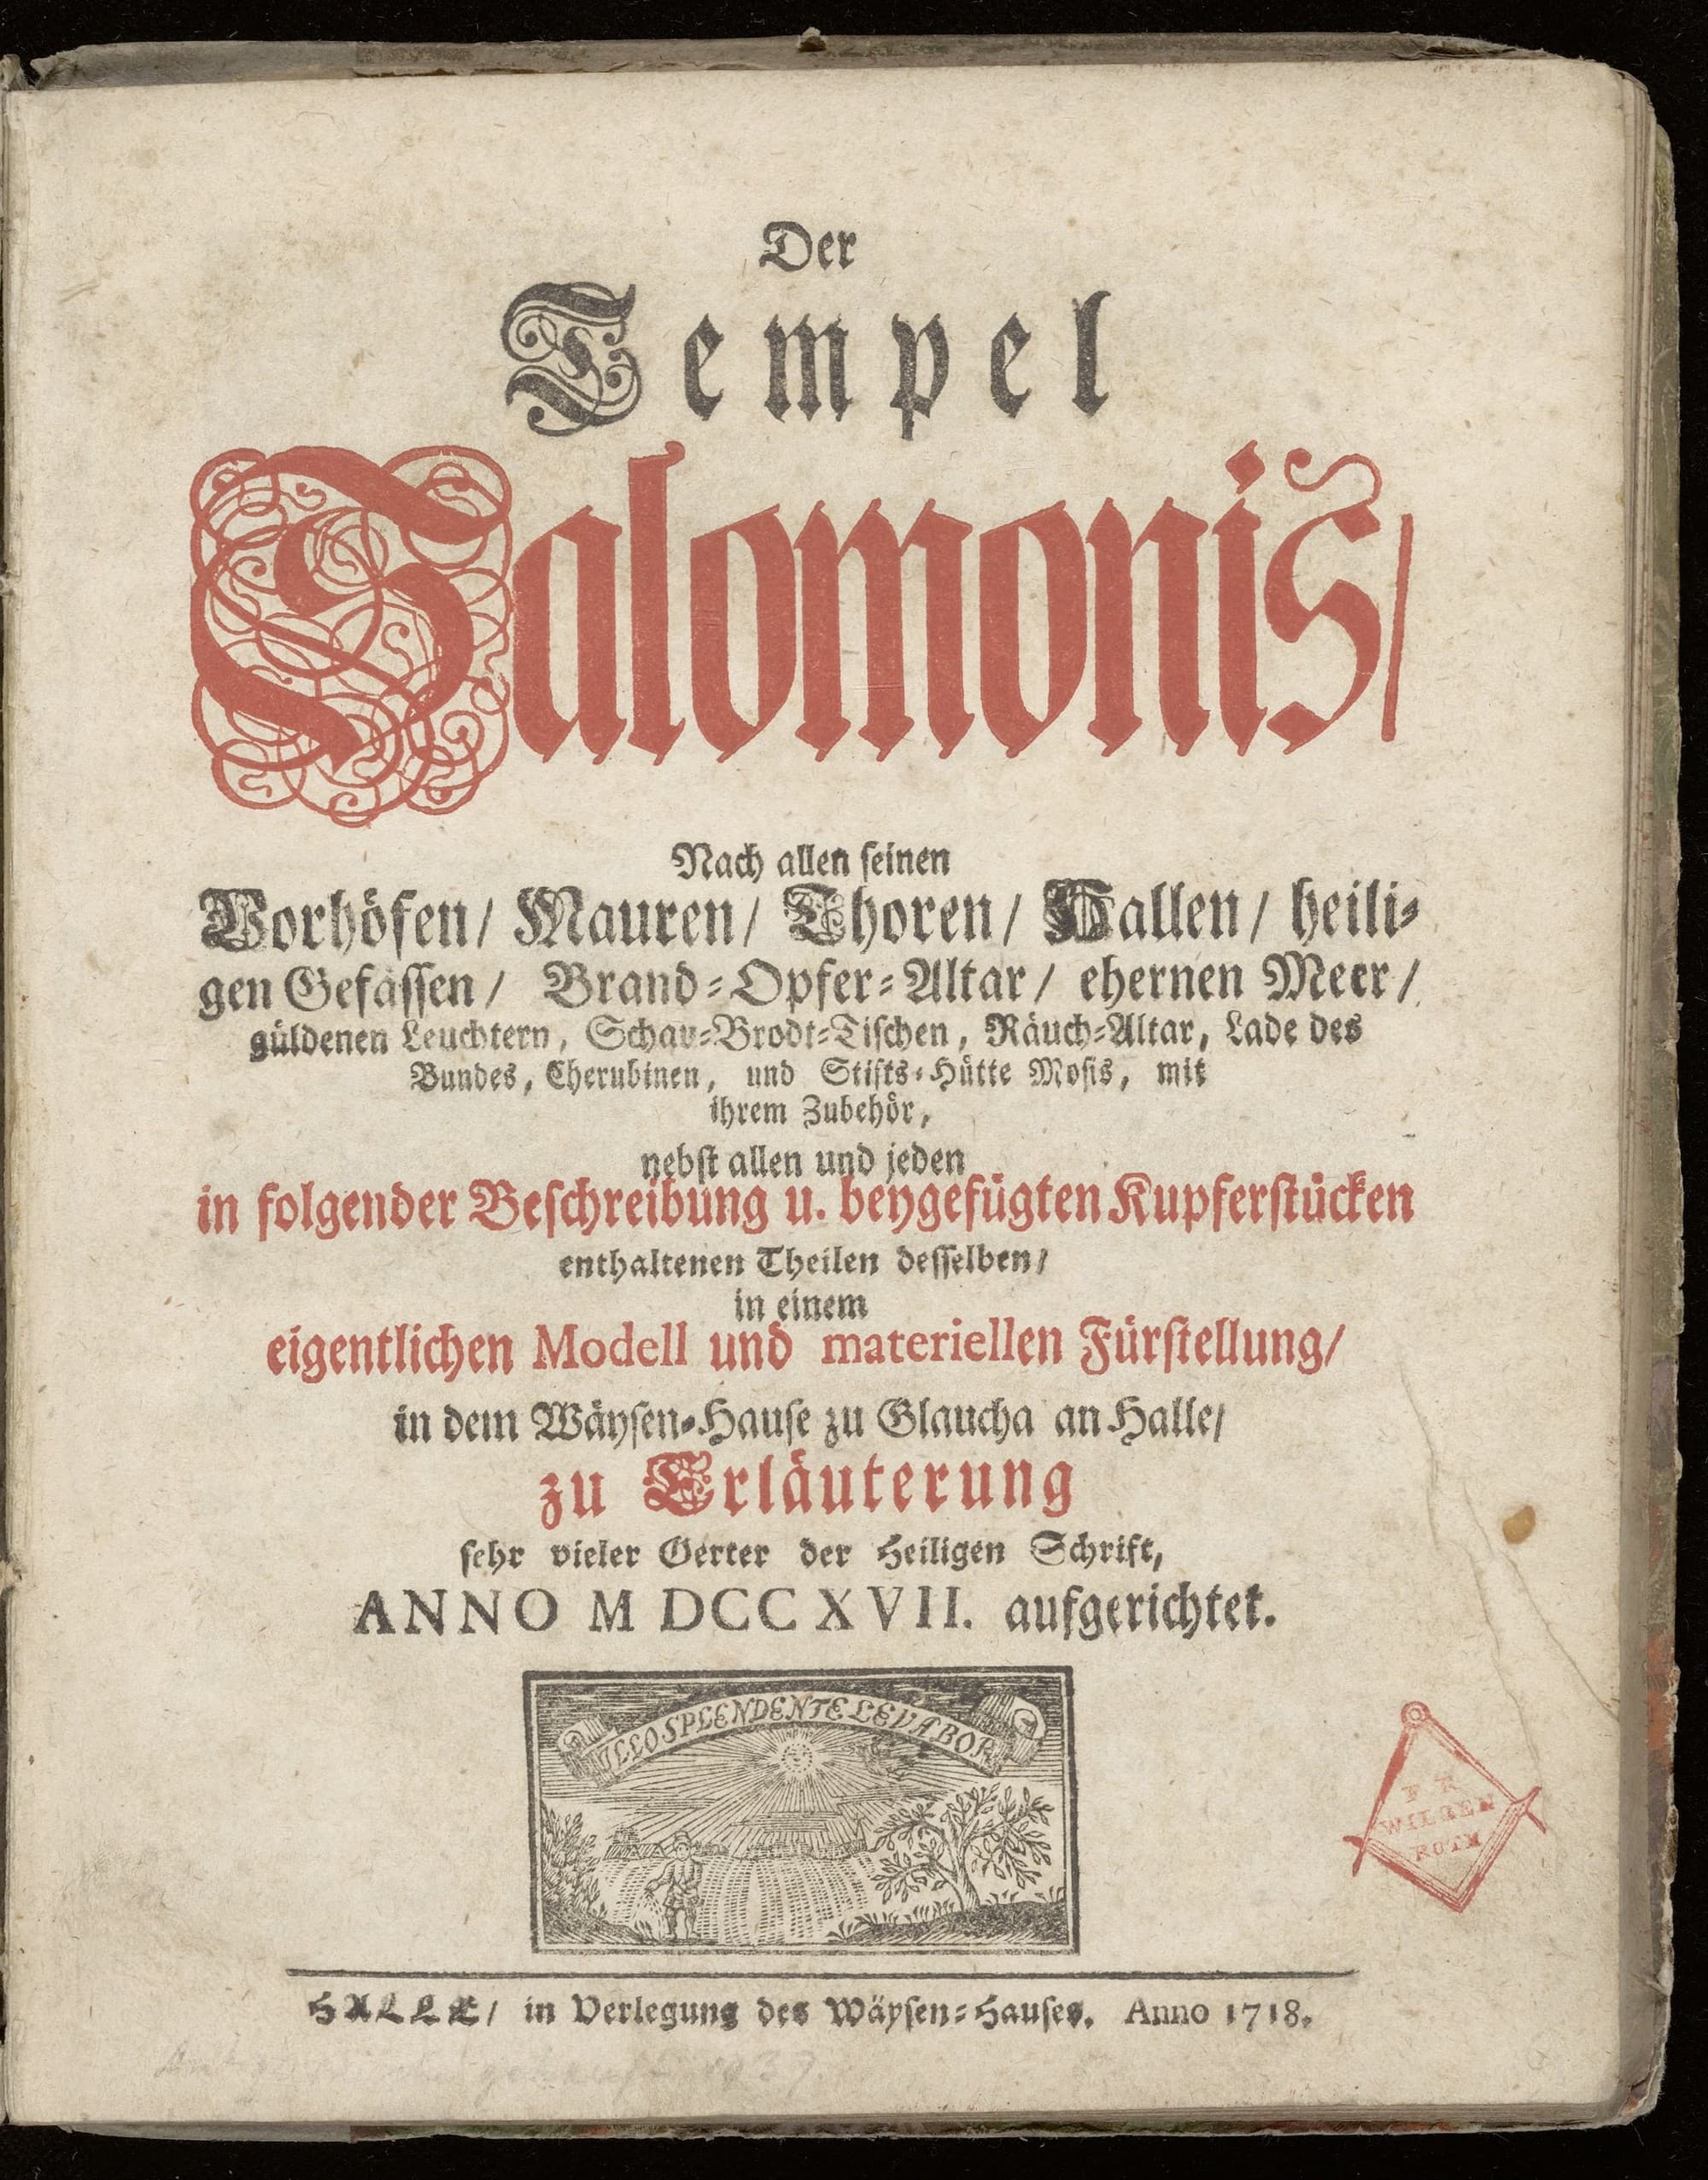 Der
Tempel
Salomonis/
Nach allen seinen
Vorhöfen/ Mauren/ Thoren/ Hallen/ heili-
gen Gefässen/ Brand-Opfer-Altar/ ehernen Meer/
güldenen Leuchtern, Schau-Brodt-Tischen, Räuch-Altar, Lade des
Bundes, Cherubinen, und Stifts-Hütte Mosis, mit
ihrem Zubehör,
nebst allen und jeden
in folgender Beschreibung u. beygefügten Kupferstücken
enthaltenen Theilen desselben/
in einem
eigentlichen Modell und materiellen Fürstellung/
in dem Wäysen-Hause zu Glaucha an Halle/
zu Erläuterung
sehr vieler Oerter der Heiligen Schrift,
ANNO MDCCXVII. aufgerichtet.
ILLO SPLENDENTE LEVABOR
FR
WILGEN
ROTH
HALLE/ in Verlegung des Wäysen-Hauses. Anno 1718.